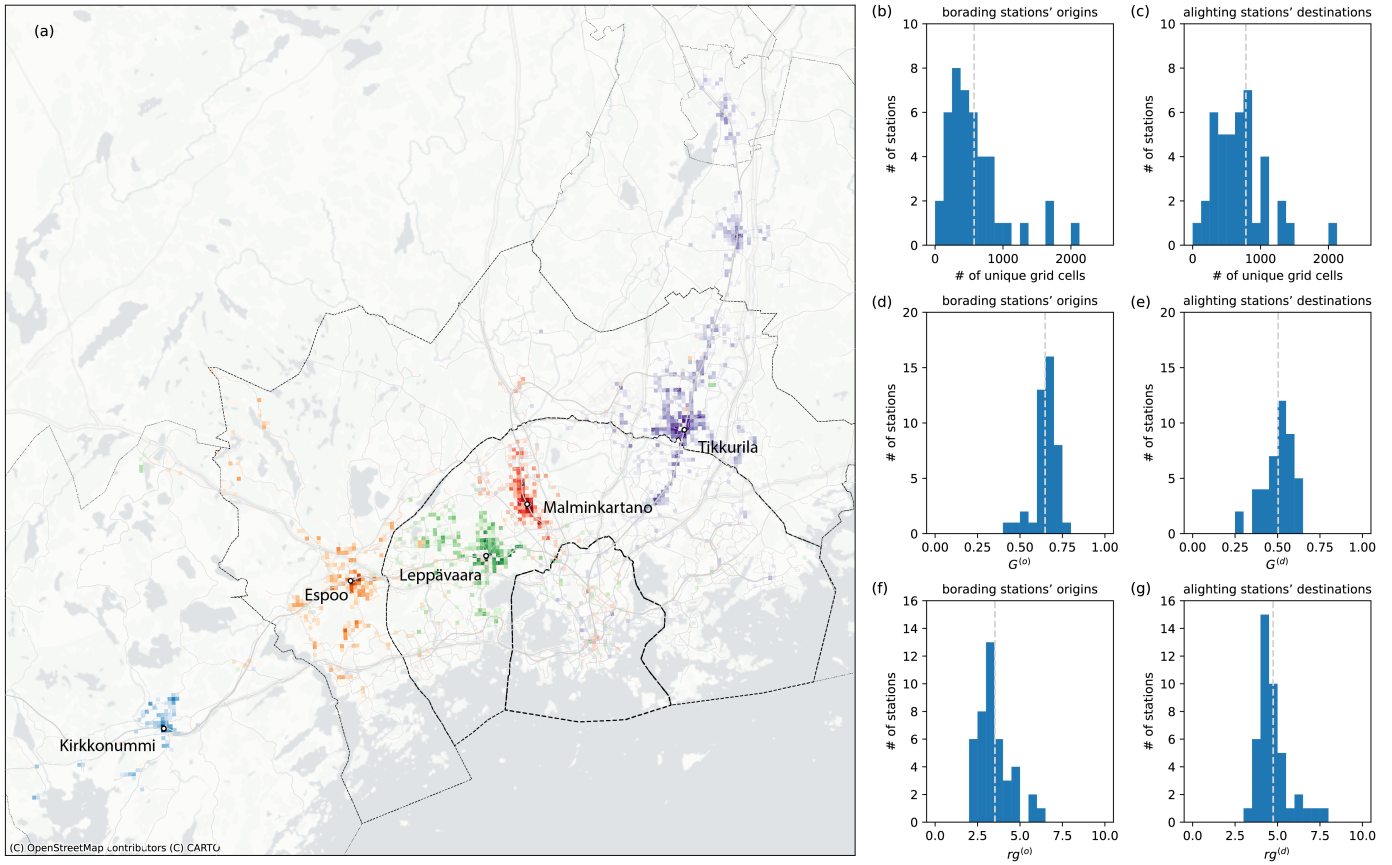 (a)
Tikkurila
Malminkartano
Leppävaara
Espoo
Kirkkonummi
(C) OpenStreetMap contributors (C) CARTO
(b) borading stations' origins
10
8
6
4
2
0
# of stations
0 1000 2000
# of unique grid cells
(c) alighting stations' destinations
10
8
6
4
2
0
# of stations
0 1000 2000
# of unique grid cells
(d) borading stations' origins
20
15
10
5
0
# of stations
0.00 0.25 0.50 0.75 1.00
G(o)
(e) alighting stations' destinations
20
15
10
5
0
# of stations
0.00 0.25 0.50 0.75 1.00
G(d)
(f) borading stations' origins
16
14
12
10
8
6
4
2
0
# of stations
0.0 2.5 5.0 7.5 10.0
rg(o)
(g) alighting stations' destinations
16
14
12
10
8
6
4
2
0
# of stations
0.0 2.5 5.0 7.5 10.0
rg(d)